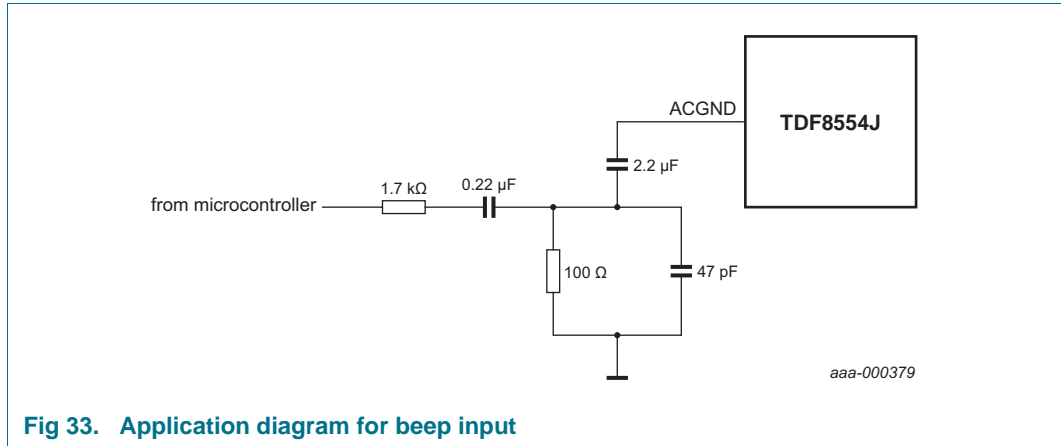 ACGND
TDF8554J
2.2 µF
1.7 kΩ
0.22 µF
from microcontroller
100 Ω
47 pF
aaa-000379
Fig 33. Application diagram for beep input